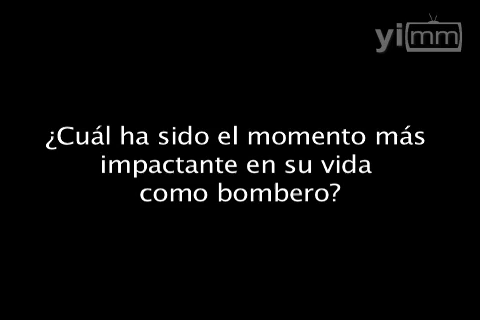 yimm
¿Cuál ha sido el momento más
impactante en su vida
como bombero?